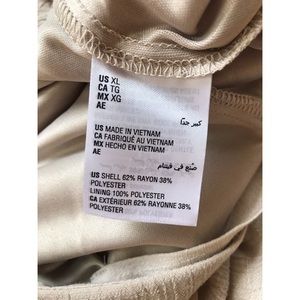 US XL
CA TG
MX XG
AE كبير جدًا
US MADE IN VIETNAM
CA FABRIQUÉ AU VIETNAM
MX HECHO EN VIETNAM
AE صنع في فيتنام
US SHELL 62% RAYON 38%
POLYESTER
LINING 100% POLYESTER
CA EXTÉRIEUR 62% RAYON 38%
POLYESTER